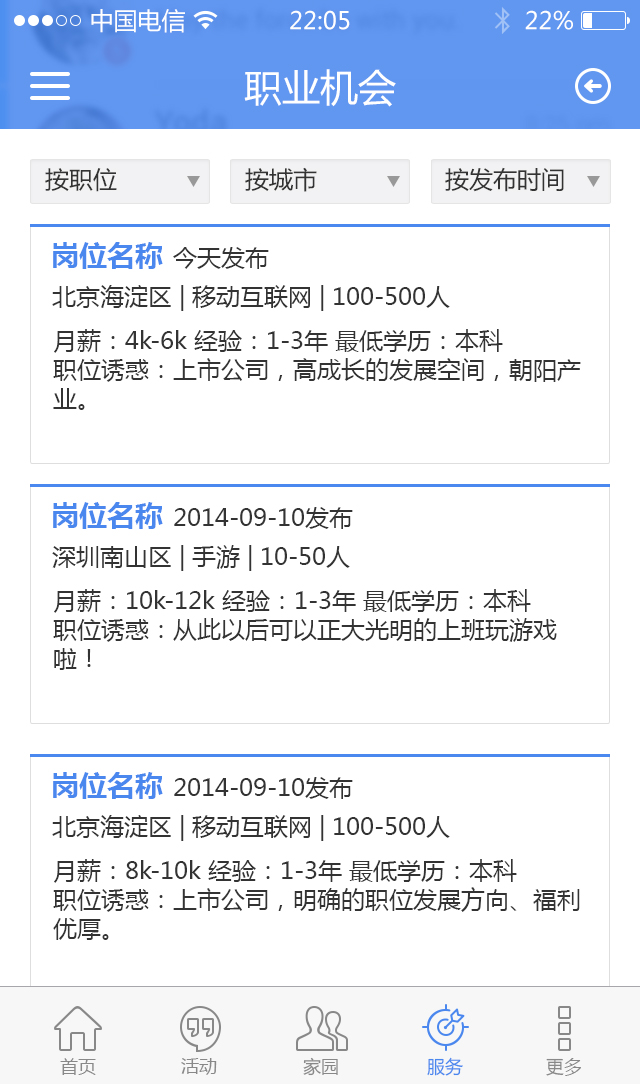 中国电信 22:05 22%
职业机会
按职位 按城市 按发布时间
岗位名称 今天发布
北京海淀区 | 移动互联网 | 100-500人
月薪：4k-6k 经验：1-3年 最低学历：本科
职位诱惑：上市公司，高成长的发展空间，朝阳产
业。
岗位名称 2014-09-10发布
深圳南山区 | 手游 | 10-50人
月薪：10k-12k 经验：1-3年 最低学历：本科
职位诱惑：从此以后可以正大光明的上班玩游戏
啦！
岗位名称 2014-09-10发布
北京海淀区 | 移动互联网 | 100-500人
月薪：8k-10k 经验：1-3年 最低学历：本科
职位诱惑：上市公司，明确的职位发展方向、福利
优厚。
首页 活动 家园 服务 更多